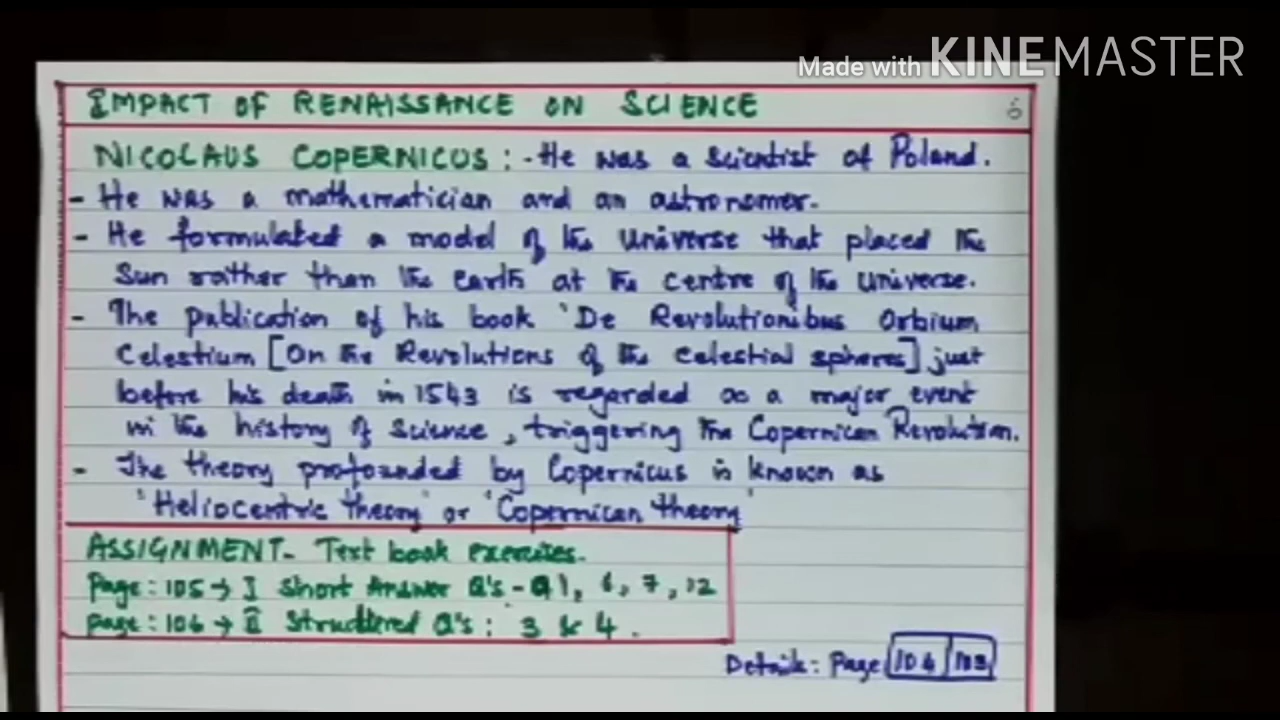 Made with KINEMASTER
IMPACT OF RENAISSANCE ON SCIENCE 6
NICOLAUS COPERNICUS : - He was a scientist of Poland.
- He was a mathematician and an astronomer.
- He formulated a model of the Universe that placed the
Sun rather than the earth at the centre of the universe.
- The publication of his book 'De Revolutionibus Orbium
Celestium [On the Revolutions of the celestial spheres] just
before his death in 1543 is regarded as a major event
in the history of science, triggering the Copernican Revolution.
- The theory profounded by Copernicus is known as
'Heliocentric theory' or 'Copernican theory'
ASSIGNMENT- Text book exercises.
Page: 105 → I Short Answer Q's - Q1, 6, 7, 12
Page: 106 → II Structured Q's: 3 & 4.
Details: Page 104 103